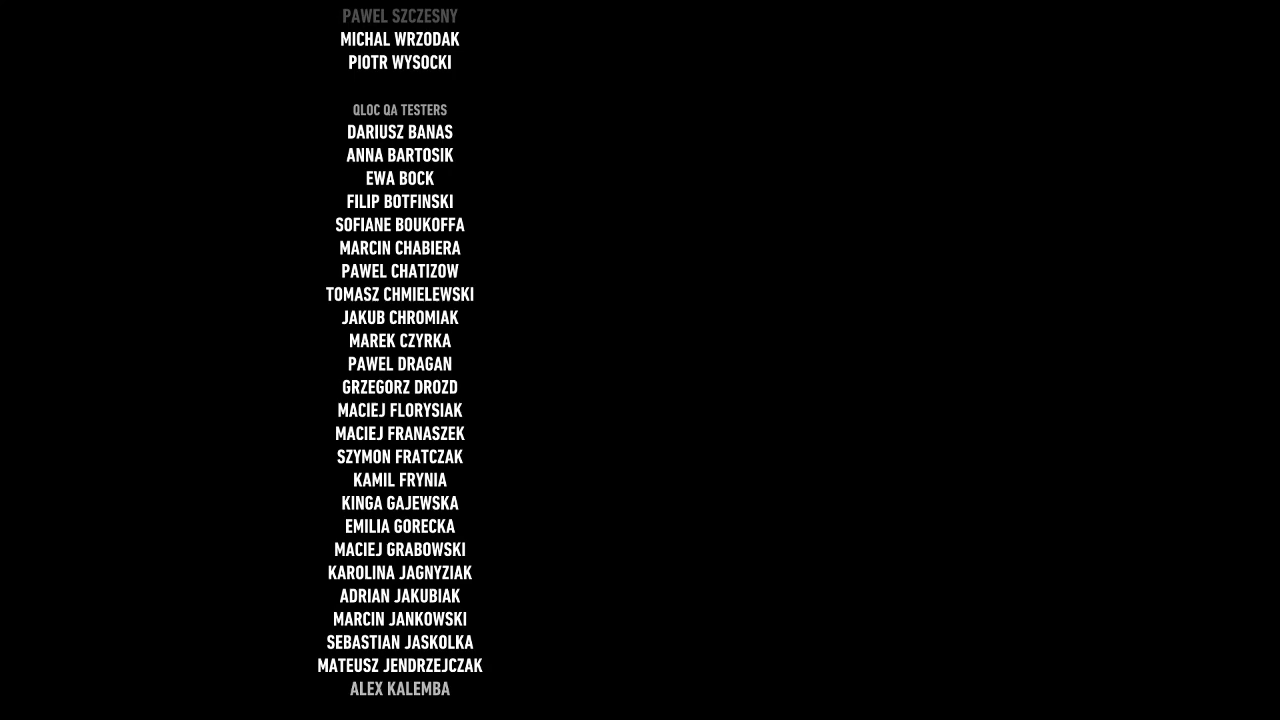 PAWEL SZCZESNY
MICHAL WRZODAK
PIOTR WYSOCKI
QLOC QA TESTERS
DARIUSZ BANAS
ANNA BARTOSIK
EWA BOCK
FILIP BOTFINSKI
SOFIANE BOUKOFFA
MARCIN CHABIERA
PAWEL CHATIZOW
TOMASZ CHMIELEWSKI
JAKUB CHROMIAK
MAREK CZYRKA
PAWEL DRAGAN
GRZEGORZ DROZD
MACIEJ FLORYSIAK
MACIEJ FRANASZEK
SZYMON FRATCZAK
KAMIL FRYNIA
KINGA GAJEWSKA
EMILIA GORECKA
MACIEJ GRABOWSKI
KAROLINA JAGNYZIAK
ADRIAN JAKUBIAK
MARCIN JANKOWSKI
SEBASTIAN JASKOLKA
MATEUSZ JENDRZEJCZAK
ALEX KALEMBA